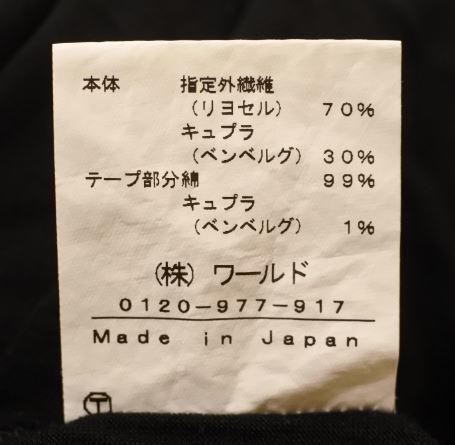 本体 指定外繊維
(リヨセル) 70%
キュプラ
(ベンベルグ) 30%
テープ部分綿 99%
キュプラ
(ベンベルグ) 1%
(株) ワールド
0120-977-917
Made in Japan
T